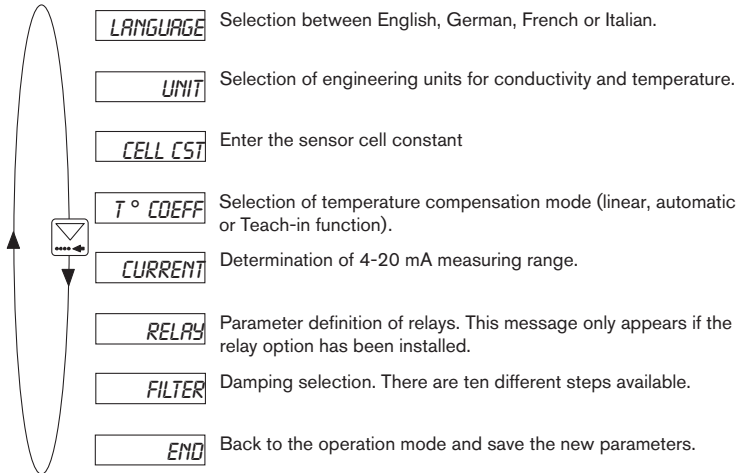 LANGUAGE Selection between English, German, French or Italian.
UNIT Selection of engineering units for conductivity and temperature.
CELL CST Enter the sensor cell constant
T° COEFF Selection of temperature compensation mode (linear, automatic
or Teach-in function).
CURRENT Determination of 4-20 mA measuring range.
RELAY Parameter definition of relays. This message only appears if the
relay option has been installed.
FILTER Damping selection. There are ten different steps available.
END Back to the operation mode and save the new parameters.